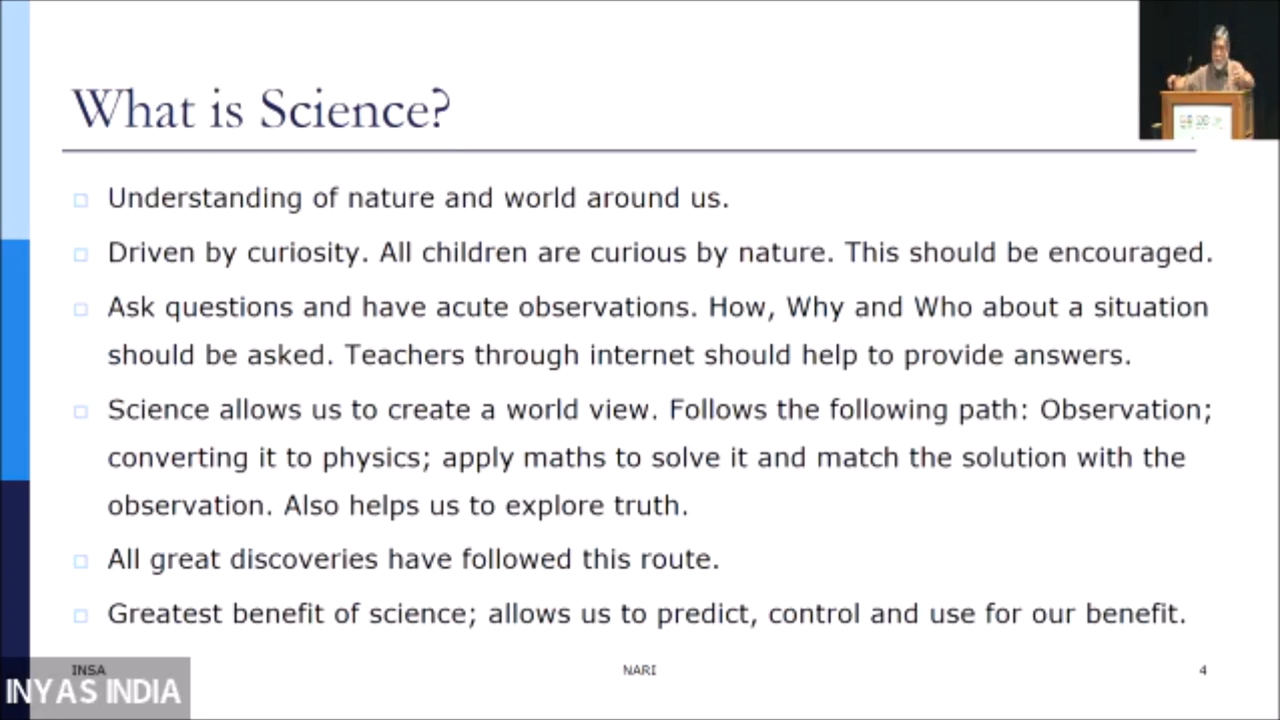 What is Science?
Understanding of nature and world around us.
Driven by curiosity. All children are curious by nature. This should be encouraged.
Ask questions and have acute observations. How, Why and Who about a situation
should be asked. Teachers through internet should help to provide answers.
Science allows us to create a world view. Follows the following path: Observation;
converting it to physics; apply maths to solve it and match the solution with the
observation. Also helps us to explore truth.
All great discoveries have followed this route.
Greatest benefit of science; allows us to predict, control and use for our benefit.
INSA
NARI
4
INYAS INDIA